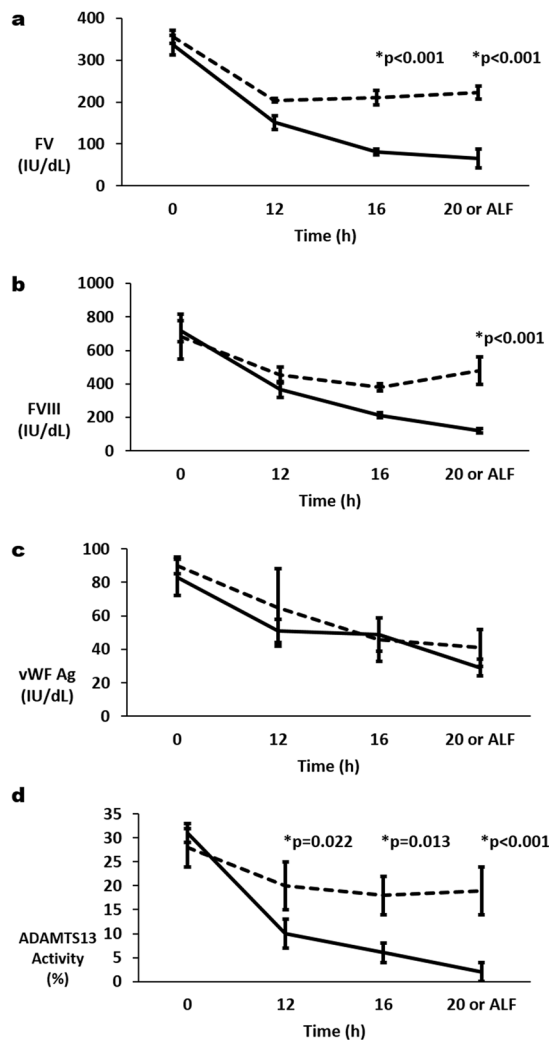 a
400
300
200
100
0
FV
(IU/dL)
*p<0.001 *p<0.001
0 12 16 20 or ALF
Time (h)
b
1000
800
600
400
200
0
FVIII
(IU/dL)
*p<0.001
0 12 16 20 or ALF
Time (h)
c
100
80
60
40
20
0
vWF Ag
(IU/dL)
0 12 16 20 or ALF
Time (h)
d
35
30
25
20
15
10
5
0
ADAMTS13
Activity
(%)
*p=0.022 *p=0.013 *p<0.001
0 12 16 20 or ALF
Time (h)